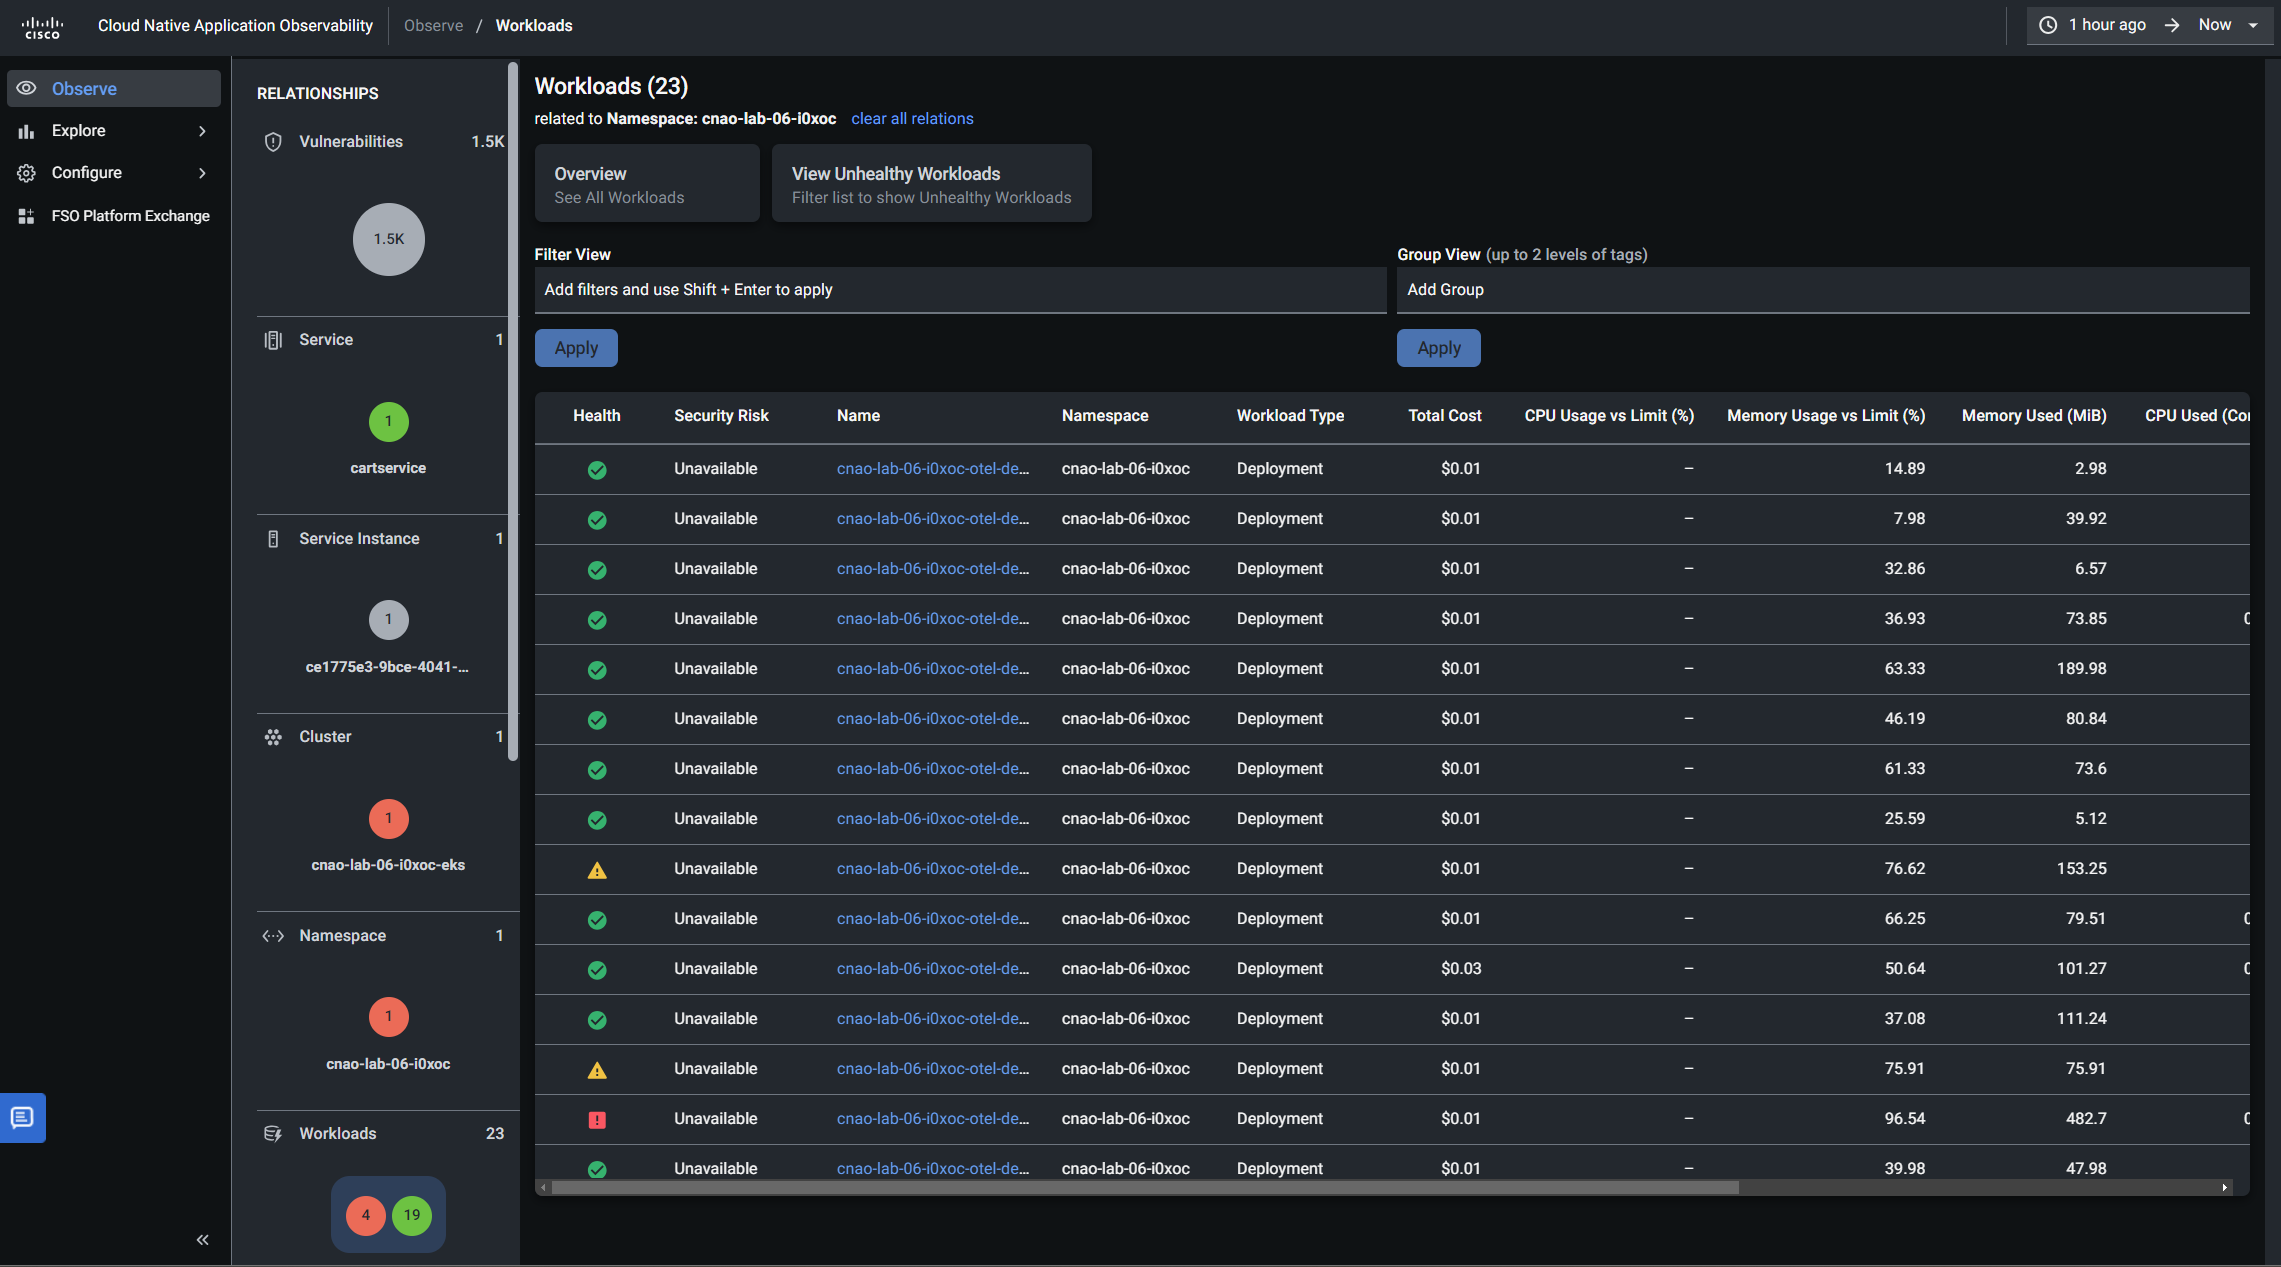 cisco
Cloud Native Application Observability
Observe / Workloads
1 hour ago → Now
Observe
Explore
Configure
FSO Platform Exchange
RELATIONSHIPS
Vulnerabilities 1.5K
1.5K
Service 1
1
cartservice
Service Instance 1
1
ce1775e3-9bce-4041-...
Cluster 1
1
cnao-lab-06-i0xoc-eks
Namespace 1
1
cnao-lab-06-i0xoc
Workloads 23
4 19
Workloads (23)
related to Namespace: cnao-lab-06-i0xoc clear all relations
Overview
See All Workloads
View Unhealthy Workloads
Filter list to show Unhealthy Workloads
Filter View
Add filters and use Shift + Enter to apply
Apply
Group View (up to 2 levels of tags)
Add Group
Apply
Health Security Risk Name Namespace Workload Type Total Cost CPU Usage vs Limit (%) Memory Usage vs Limit (%) Memory Used (MiB) CPU Used (Cor
Unavailable cnao-lab-06-i0xoc-otel-de... cnao-lab-06-i0xoc Deployment $0.01 – 14.89 2.98
Unavailable cnao-lab-06-i0xoc-otel-de... cnao-lab-06-i0xoc Deployment $0.01 – 7.98 39.92
Unavailable cnao-lab-06-i0xoc-otel-de... cnao-lab-06-i0xoc Deployment $0.01 – 32.86 6.57
Unavailable cnao-lab-06-i0xoc-otel-de... cnao-lab-06-i0xoc Deployment $0.01 – 36.93 73.85 0
Unavailable cnao-lab-06-i0xoc-otel-de... cnao-lab-06-i0xoc Deployment $0.01 – 63.33 189.98
Unavailable cnao-lab-06-i0xoc-otel-de... cnao-lab-06-i0xoc Deployment $0.01 – 46.19 80.84
Unavailable cnao-lab-06-i0xoc-otel-de... cnao-lab-06-i0xoc Deployment $0.01 – 61.33 73.6
Unavailable cnao-lab-06-i0xoc-otel-de... cnao-lab-06-i0xoc Deployment $0.01 – 25.59 5.12
Unavailable cnao-lab-06-i0xoc-otel-de... cnao-lab-06-i0xoc Deployment $0.01 – 76.62 153.25
Unavailable cnao-lab-06-i0xoc-otel-de... cnao-lab-06-i0xoc Deployment $0.01 – 66.25 79.51 0
Unavailable cnao-lab-06-i0xoc-otel-de... cnao-lab-06-i0xoc Deployment $0.03 – 50.64 101.27 0
Unavailable cnao-lab-06-i0xoc-otel-de... cnao-lab-06-i0xoc Deployment $0.01 – 37.08 111.24
Unavailable cnao-lab-06-i0xoc-otel-de... cnao-lab-06-i0xoc Deployment $0.01 – 75.91 75.91
Unavailable cnao-lab-06-i0xoc-otel-de... cnao-lab-06-i0xoc Deployment $0.01 – 96.54 482.7 0
Unavailable cnao-lab-06-i0xoc-otel-de... cnao-lab-06-i0xoc Deployment $0.01 – 39.98 47.98